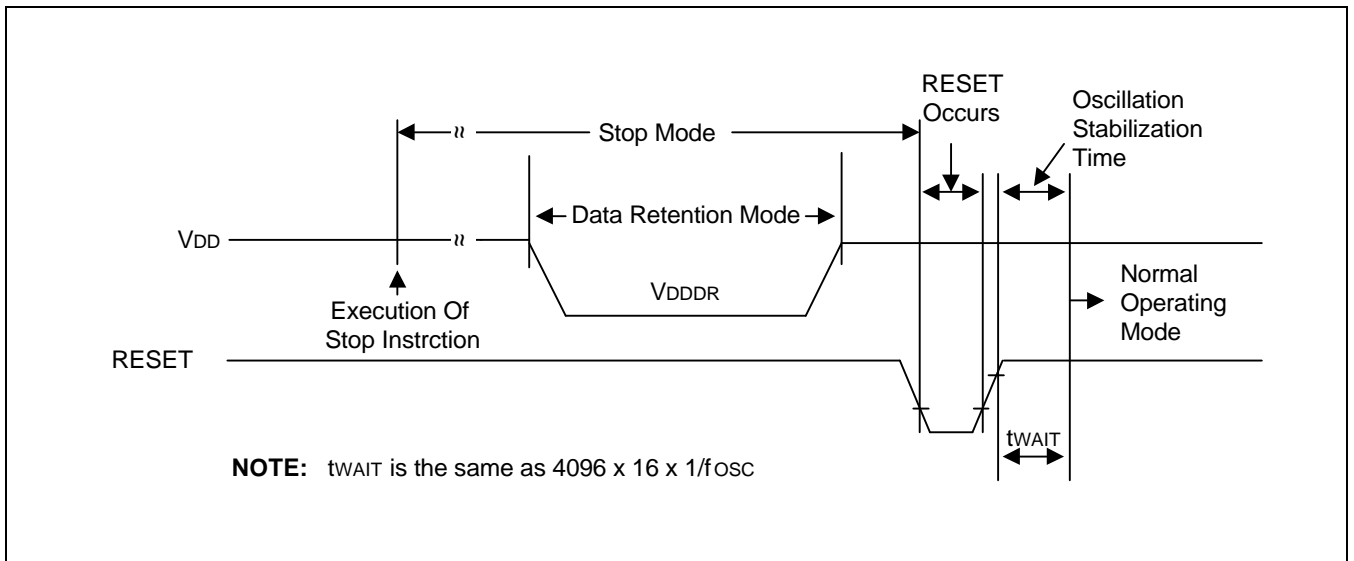 RESET
Occurs
Oscillation
Stabilization
Time
≈ Stop Mode
Data Retention Mode
VDD ≈
VDDDR
Execution Of
Stop Instrction
Normal
Operating
Mode
RESET
tWAIT
NOTE: tWAIT is the same as 4096 x 16 x 1/fOSC